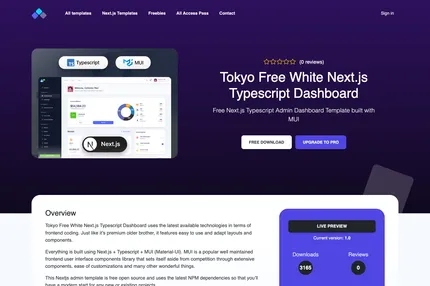 All templates
Next.js Templates
Freebies
All Access Pass
Contact
Sign in
Typescript
MUI
Next.js
(0 reviews)
Tokyo Free White Next.js
Typescript Dashboard
Free Next.js Typescript Admin Dashboard Template built with
MUI
FREE DOWNLOAD
UPGRADE TO PRO
Overview
Tokyo Free White Next.js Typescript Dashboard uses the latest available technologies in terms of
frontend coding. Just like it's premium older brother, it features easy to use and adapt layouts and
components.
Everything is built using Next.js + Typescript + MUI (Material-UI). MUI is a popular well maintained
frontend user interface components library that sets itself aside from competition through extensive
components, ease of customizations and many other wonderful things.
This Nextjs admin template is free open source and uses the latest NPM dependencies so that you'll
have a modern start for any new or existing projects.
LIVE PREVIEW
Current version: 1.0
Downloads
Reviews
3165
0